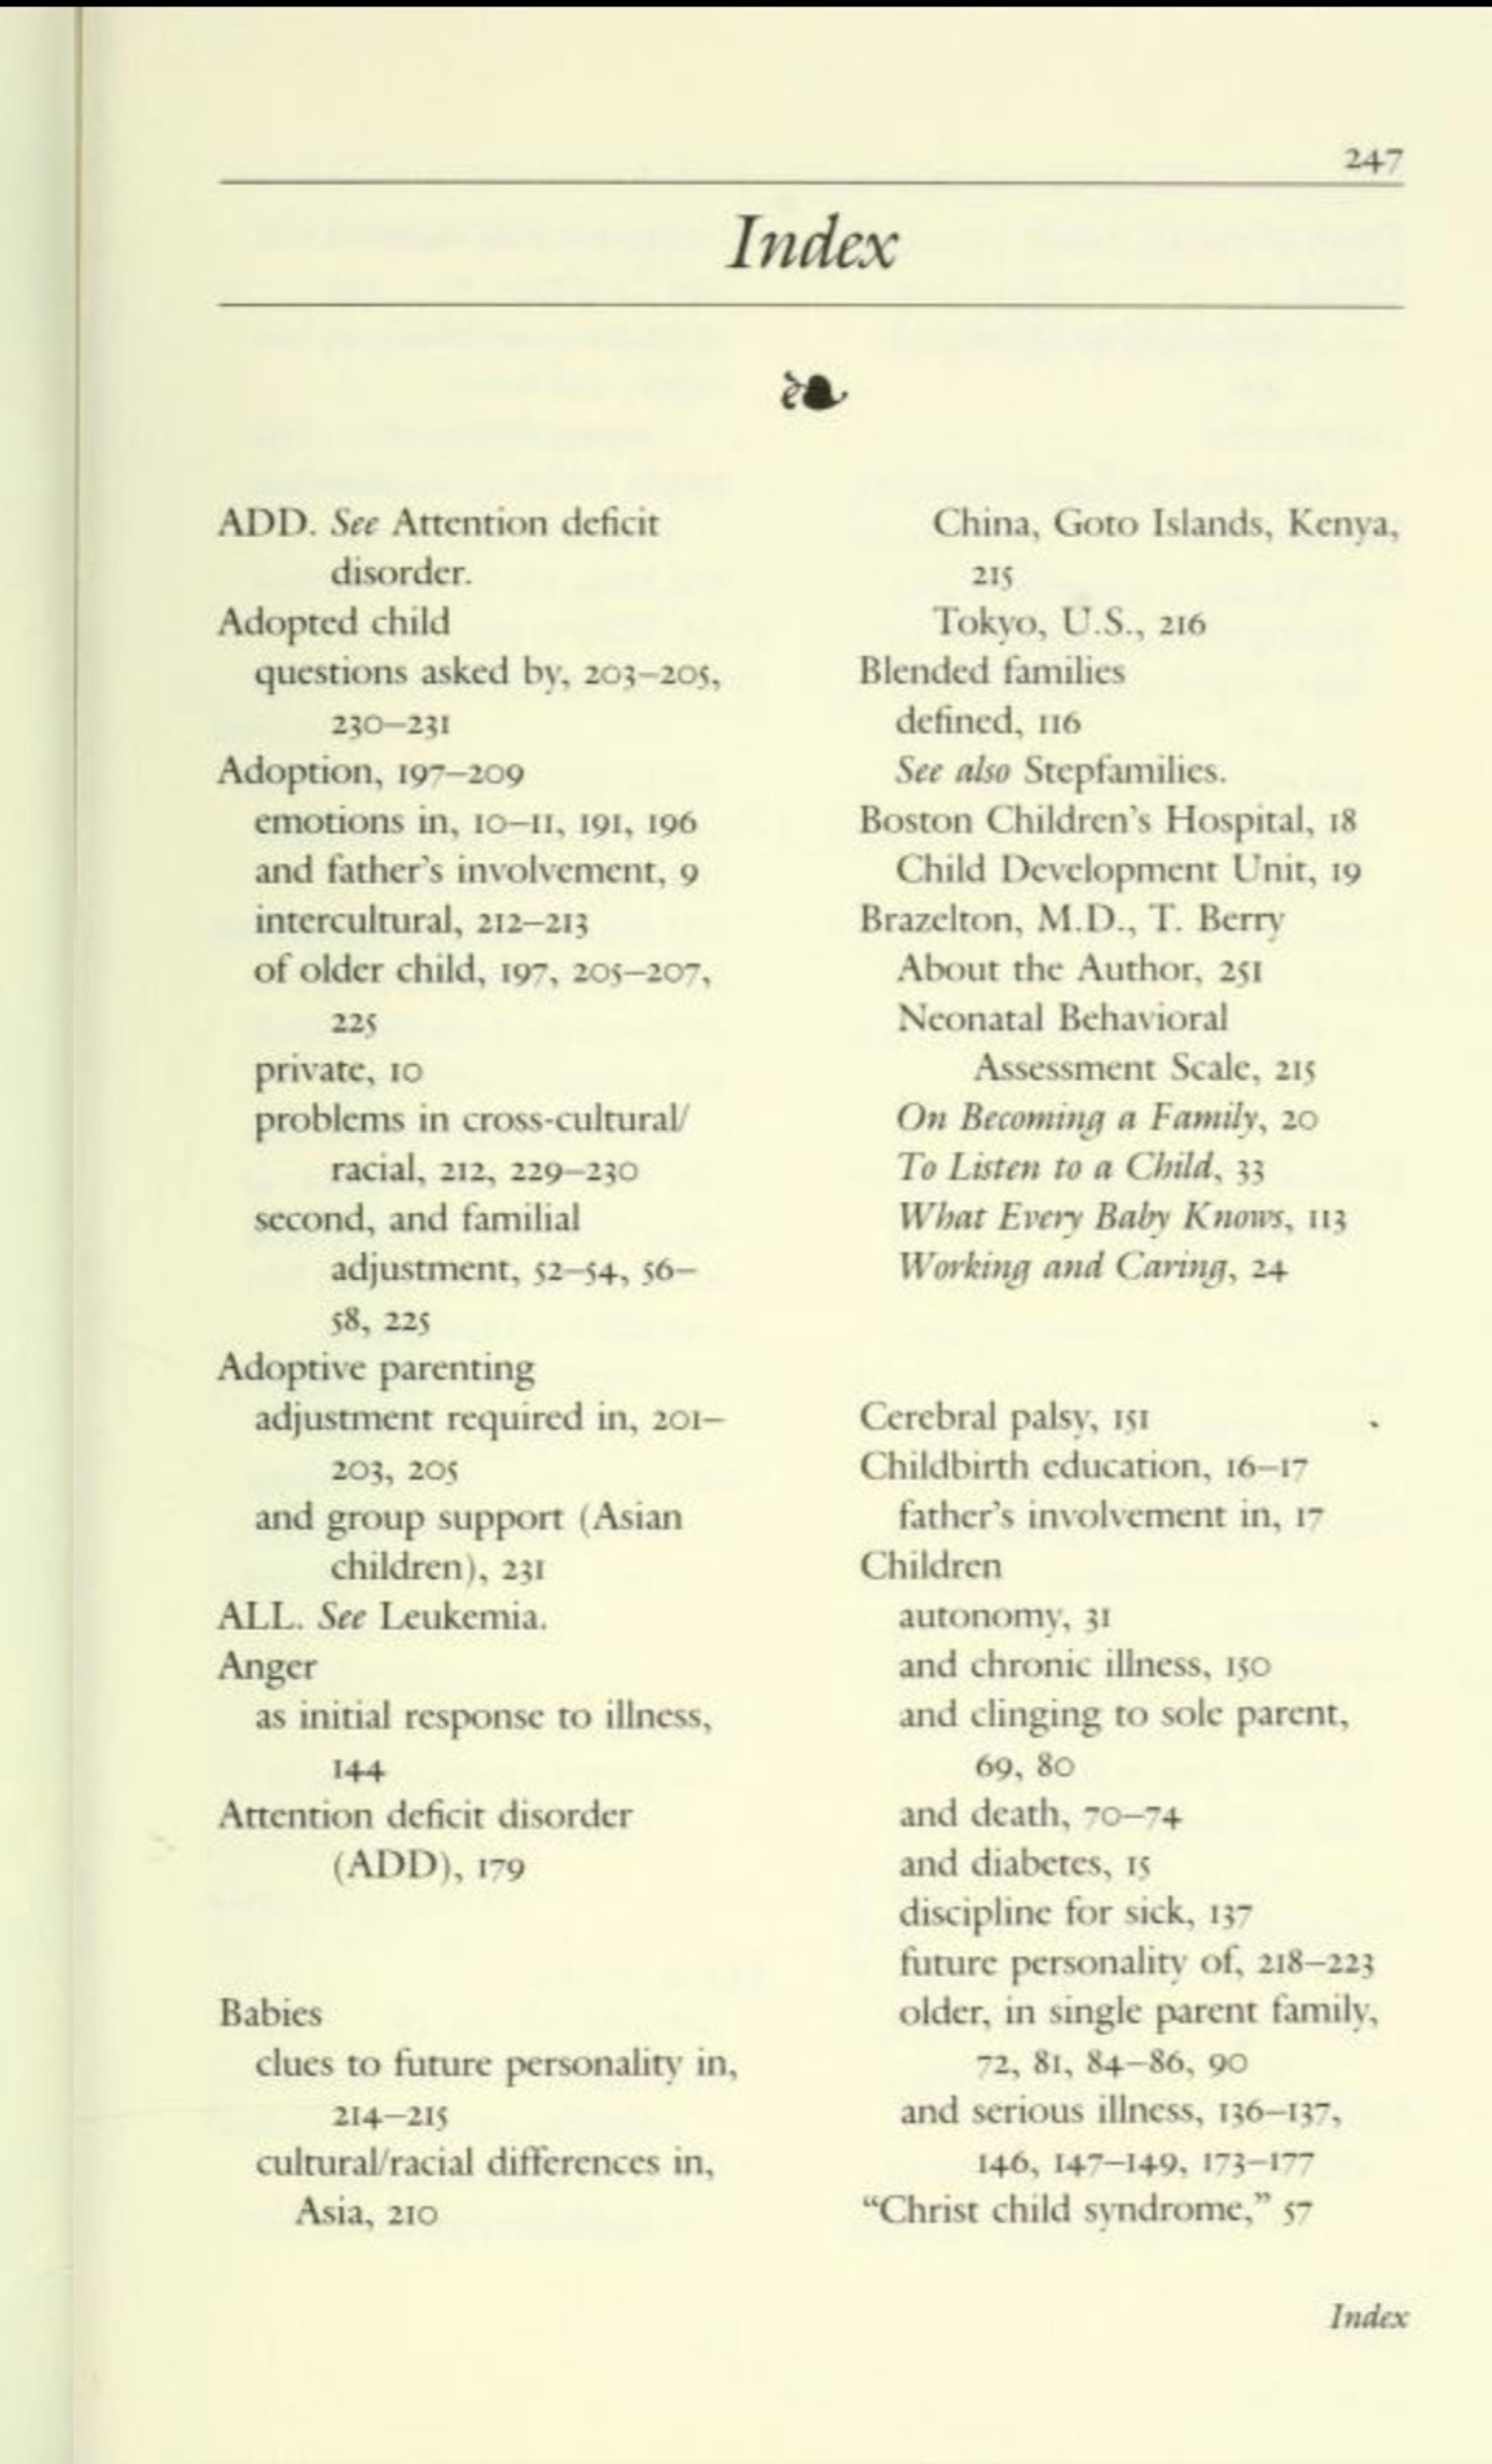 247
Index
ADD. See Attention deficit
disorder.
Adopted child
questions asked by, 203–205,
230–231
Adoption, 197–209
emotions in, 10–11, 191, 196
and father's involvement, 9
intercultural, 212–213
of older child, 197, 205–207,
225
private, 10
problems in cross-cultural/
racial, 212, 229–230
second, and familial
adjustment, 52–54, 56–
58, 225
Adoptive parenting
adjustment required in, 201–
203, 205
and group support (Asian
children), 231
ALL. See Leukemia.
Anger
as initial response to illness,
144
Attention deficit disorder
(ADD), 179
Babies
clues to future personality in,
214–215
cultural/racial differences in,
Asia, 210
China, Goto Islands, Kenya,
215
Tokyo, U.S., 216
Blended families
defined, 116
See also Stepfamilies.
Boston Children's Hospital, 18
Child Development Unit, 19
Brazelton, M.D., T. Berry
About the Author, 251
Neonatal Behavioral
Assessment Scale, 215
On Becoming a Family, 20
To Listen to a Child, 33
What Every Baby Knows, 113
Working and Caring, 24
Cerebral palsy, 151
Childbirth education, 16–17
father's involvement in, 17
Children
autonomy, 31
and chronic illness, 150
and clinging to sole parent,
69, 80
and death, 70–74
and diabetes, 15
discipline for sick, 137
future personality of, 218–223
older, in single parent family,
72, 81, 84–86, 90
and serious illness, 136–137,
146, 147–149, 173–177
“Christ child syndrome,” 57
Index